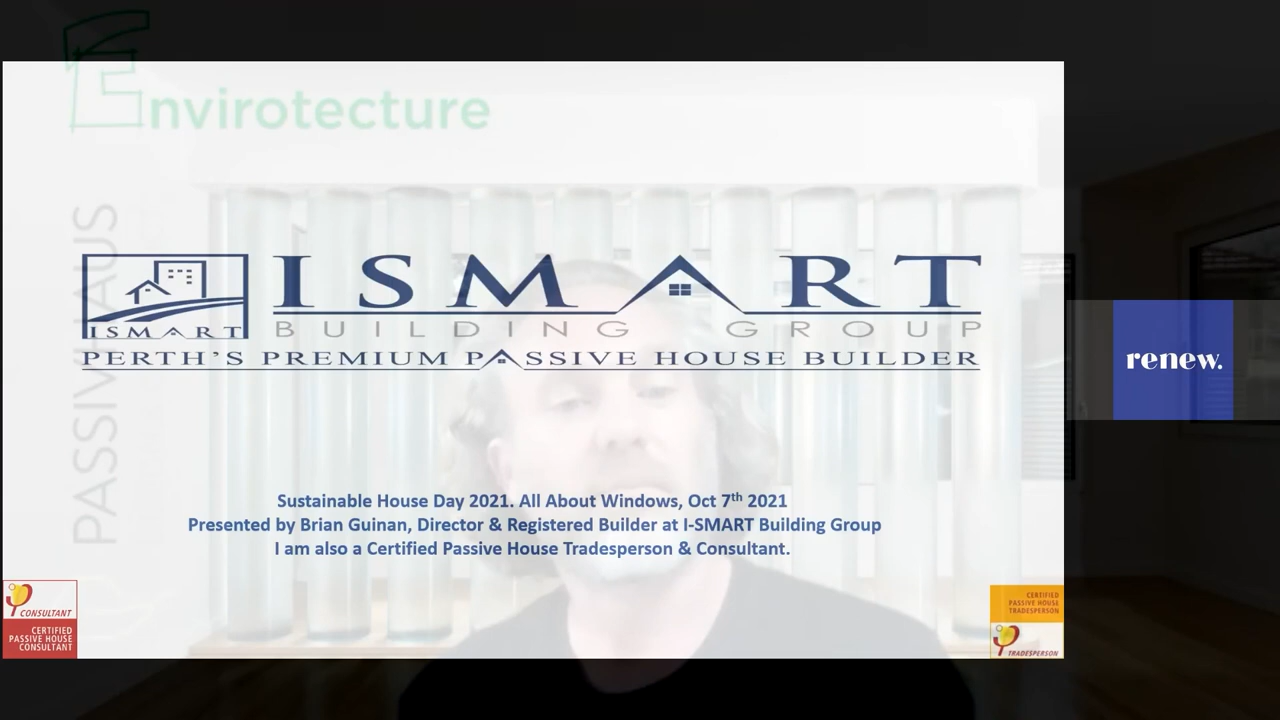 Envirotecture
PASSIVHAUS
ISMART
ISMART
BUILDING GROUP
PERTH'S PREMIUM PASSIVE HOUSE BUILDER
renew.
Sustainable House Day 2021. All About Windows, Oct 7th 2021
Presented by Brian Guinan, Director & Registered Builder at I-SMART Building Group
I am also a Certified Passive House Tradesperson & Consultant.
CONSULTANT
CERTIFIED
PASSIVE HOUSE
CONSULTANT
CERTIFIED
PASSIVE HOUSE
TRADESPERSON
TRADESPERSON